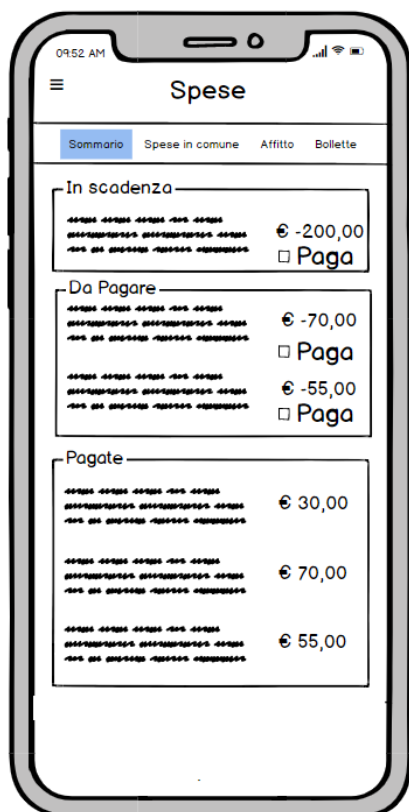 09:52 AM
Spese
Sommario Spese in comune Affitto Bollette
In scadenza
€ -200,00
Paga
Da Pagare
€ -70,00
Paga
€ -55,00
Paga
Pagate
€ 30,00
€ 70,00
€ 55,00